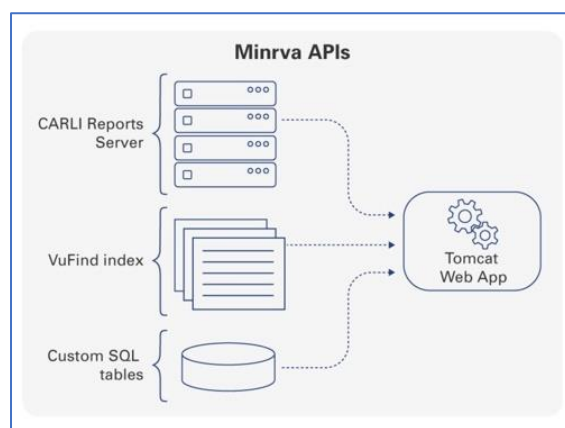 Minrva APIs
CARLI Reports
Server
VuFind index
Custom SQL
tables
Tomcat
Web App